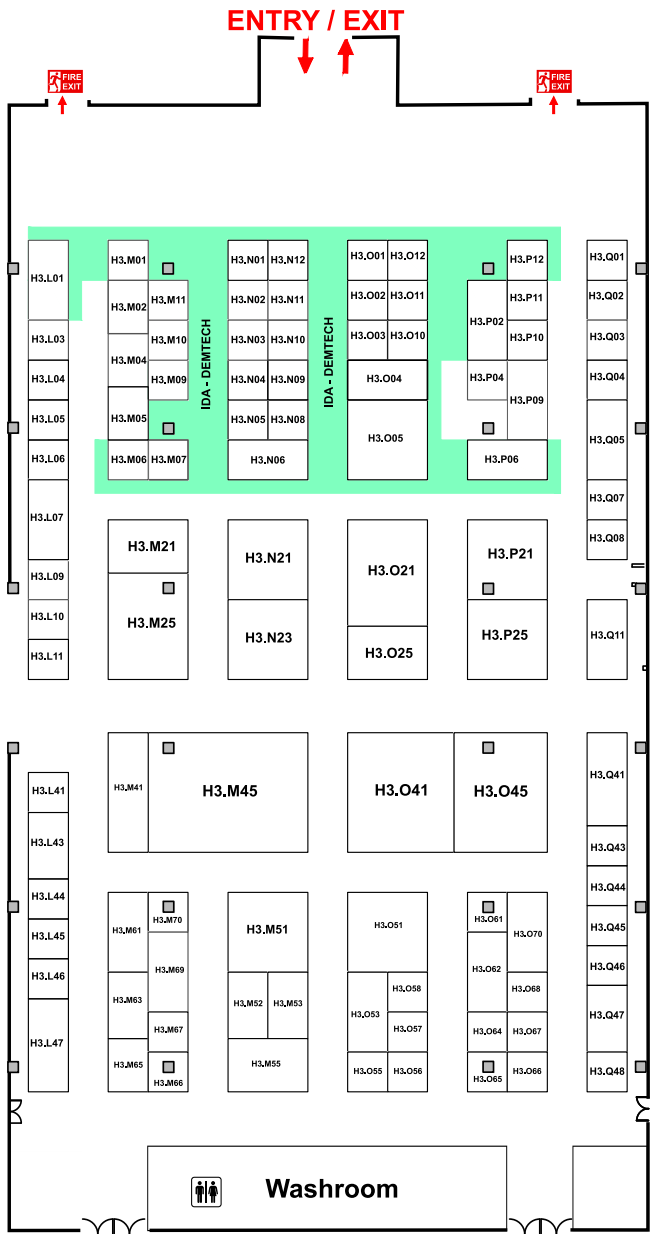 ENTRY / EXIT
FIRE
EXIT
FIRE
EXIT
H3.L01
H3.L03
H3.L04
H3.L05
H3.L06
H3.L07
H3.L09
H3.L10
H3.L11
H3.M01
H3.M02
H3.M11
H3.M10
H3.M04
H3.M09
H3.M05
H3.M06
H3.M07
IDA - DEMTECH
H3.N01
H3.N12
H3.N02
H3.N11
H3.N03
H3.N10
H3.N04
H3.N09
H3.N05
H3.N08
H3.N06
IDA - DEMTECH
H3.O01
H3.O12
H3.O02
H3.O11
H3.O03
H3.O10
H3.O04
H3.O05
H3.P12
H3.P11
H3.P02
H3.P10
H3.P04
H3.P09
H3.P06
H3.Q01
H3.Q02
H3.Q03
H3.Q04
H3.Q05
H3.Q07
H3.Q08
H3.Q11
H3.M21
H3.M25
H3.N21
H3.N23
H3.O21
H3.O25
H3.P21
H3.P25
H3.L41
H3.L43
H3.L44
H3.L45
H3.L46
H3.L47
H3.M41
H3.M45
H3.O41
H3.O45
H3.Q41
H3.Q43
H3.Q44
H3.Q45
H3.Q46
H3.Q47
H3.Q48
H3.M61
H3.M70
H3.M69
H3.M63
H3.M67
H3.M65
H3.M66
H3.M51
H3.M52
H3.M53
H3.M55
H3.O51
H3.O58
H3.O53
H3.O57
H3.O55
H3.O56
H3.O61
H3.O70
H3.O62
H3.O68
H3.O64
H3.O67
H3.O65
H3.O66
Washroom